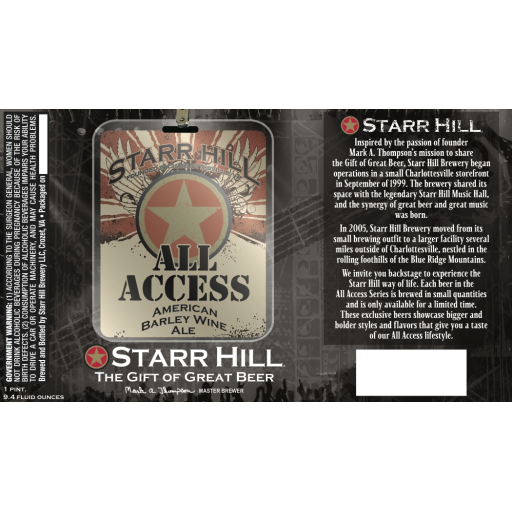 GOVERNMENT WARNING: (1) ACCORDING TO THE SURGEON GENERAL, WOMEN SHOULD
NOT DRINK ALCOHOLIC BEVERAGES DURING PREGNANCY BECAUSE OF THE RISK OF
BIRTH DEFECTS. (2) CONSUMPTION OF ALCOHOLIC BEVERAGES IMPAIRS YOUR ABILITY
TO DRIVE A CAR OR OPERATE MACHINERY, AND MAY CAUSE HEALTH PROBLEMS.
Brewed and Bottled by Starr Hill Brewery LLC, Crozet, VA • Packaged on
1 PINT,
9.4 FLUID OUNCES
STARR HILL
ALL
ACCESS
AMERICAN
BARLEY WINE
ALE
STARR HILL
THE GIFT OF GREAT BEER
Mark A. Thompson MASTER BREWER
STARR HILL
Inspired by the passion of founder
Mark A. Thompson's mission to share
the Gift of Great Beer, Starr Hill Brewery began
operations in a small Charlottesville storefront
in September of 1999. The brewery shared its
space with the legendary Starr Hill Music Hall,
and the synergy of great beer and great music
was born.
In 2005, Starr Hill Brewery moved from its
small brewing outfit to a larger facility several
miles outside of Charlottesville, nestled in the
rolling foothills of the Blue Ridge Mountains.
We invite you backstage to experience the
Starr Hill way of life. Each beer in the
All Access Series is brewed in small quantities
and is only available for a limited time.
These exclusive beers showcase bigger and
bolder styles and flavors that give you a taste
of our All Access lifestyle.